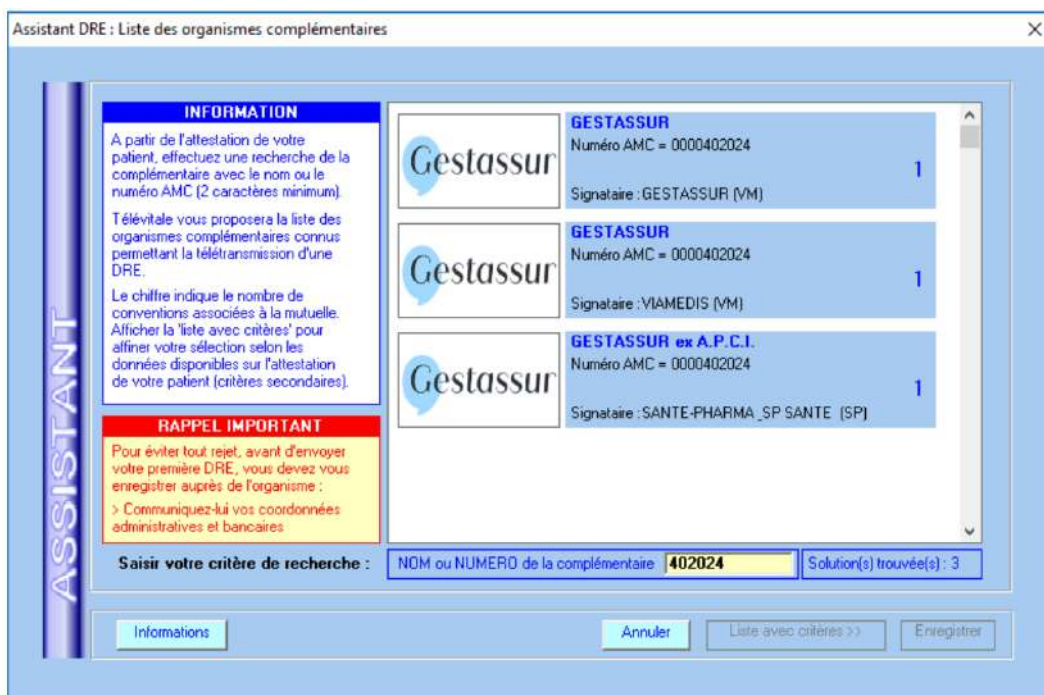 Assistant DRE : Liste des organismes complémentaires
ASSISTANT
INFORMATION
A partir de l'attestation de votre
patient, effectuez une recherche de la
complémentaire avec le nom ou le
numéro AMC (2 caractères minimum).
Télévitale vous proposera la liste des
organismes complémentaires connus
permettant la télétransmission d'une
DRE.
Le chiffre indique le nombre de
conventions associées à la mutuelle.
Afficher la 'liste avec critères' pour
affiner votre sélection selon les
données disponibles sur l'attestation
de votre patient (critères secondaires).
RAPPEL IMPORTANT
Pour éviter tout rejet, avant d'envoyer
votre première DRE, vous devez vous
enregistrer auprès de l'organisme :
> Communiquez-lui vos coordonnées
administratives et bancaires
Gestassur
GESTASSUR
Numéro AMC = 0000402024
1
Signataire : GESTASSUR (VM)
Gestassur
GESTASSUR
Numéro AMC = 0000402024
1
Signataire : VIAMEDIS (VM)
Gestassur
GESTASSUR ex A.P.C.I.
Numéro AMC = 0000402024
1
Signataire : SANTE-PHARMA _SP SANTE (SP)
Saisir votre critère de recherche :
NOM ou NUMERO de la complémentaire
402024
Solution(s) trouvée(s) : 3
Informations
Annuler
Liste avec critères >>
Enregistrer